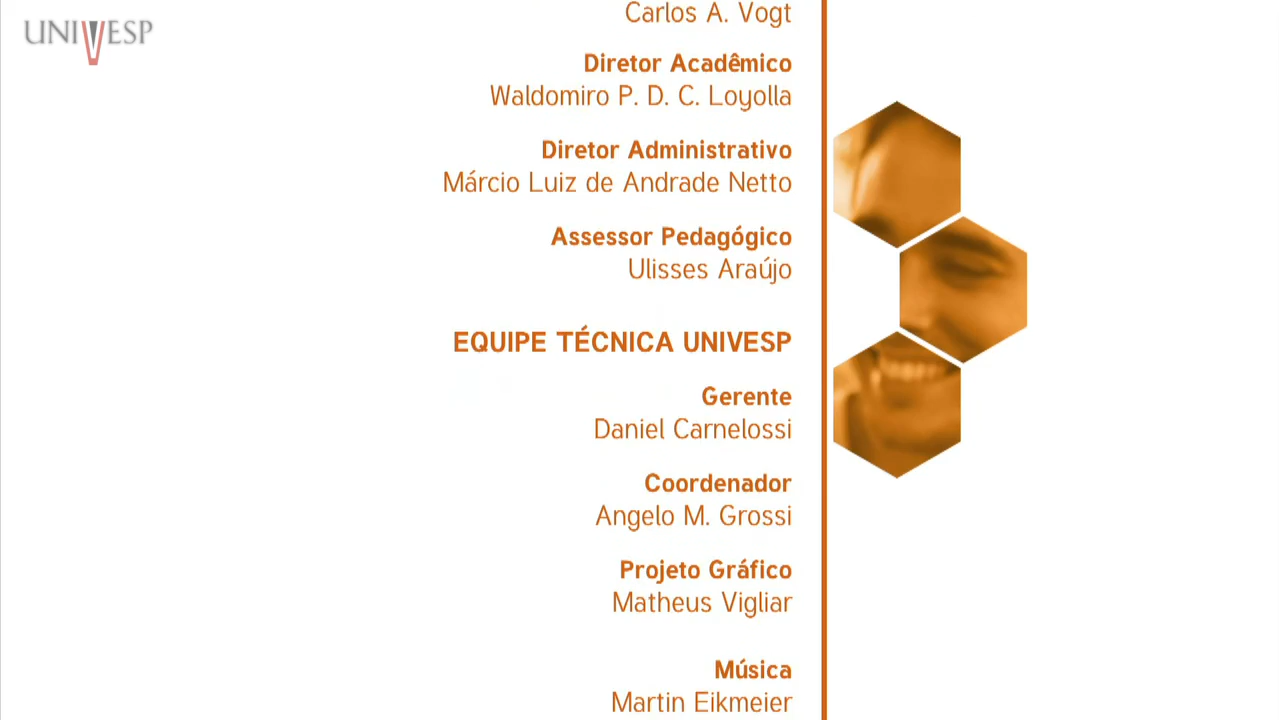 UNIVESP
Carlos A. Vogt
Diretor Acadêmico
Waldomiro P. D. C. Loyolla
Diretor Administrativo
Márcio Luiz de Andrade Netto
Assessor Pedagógico
Ulisses Araújo
EQUIPE TÉCNICA UNIVESP
Gerente
Daniel Carnelossi
Coordenador
Angelo M. Grossi
Projeto Gráfico
Matheus Vigliar
Música
Martin Eikmeier